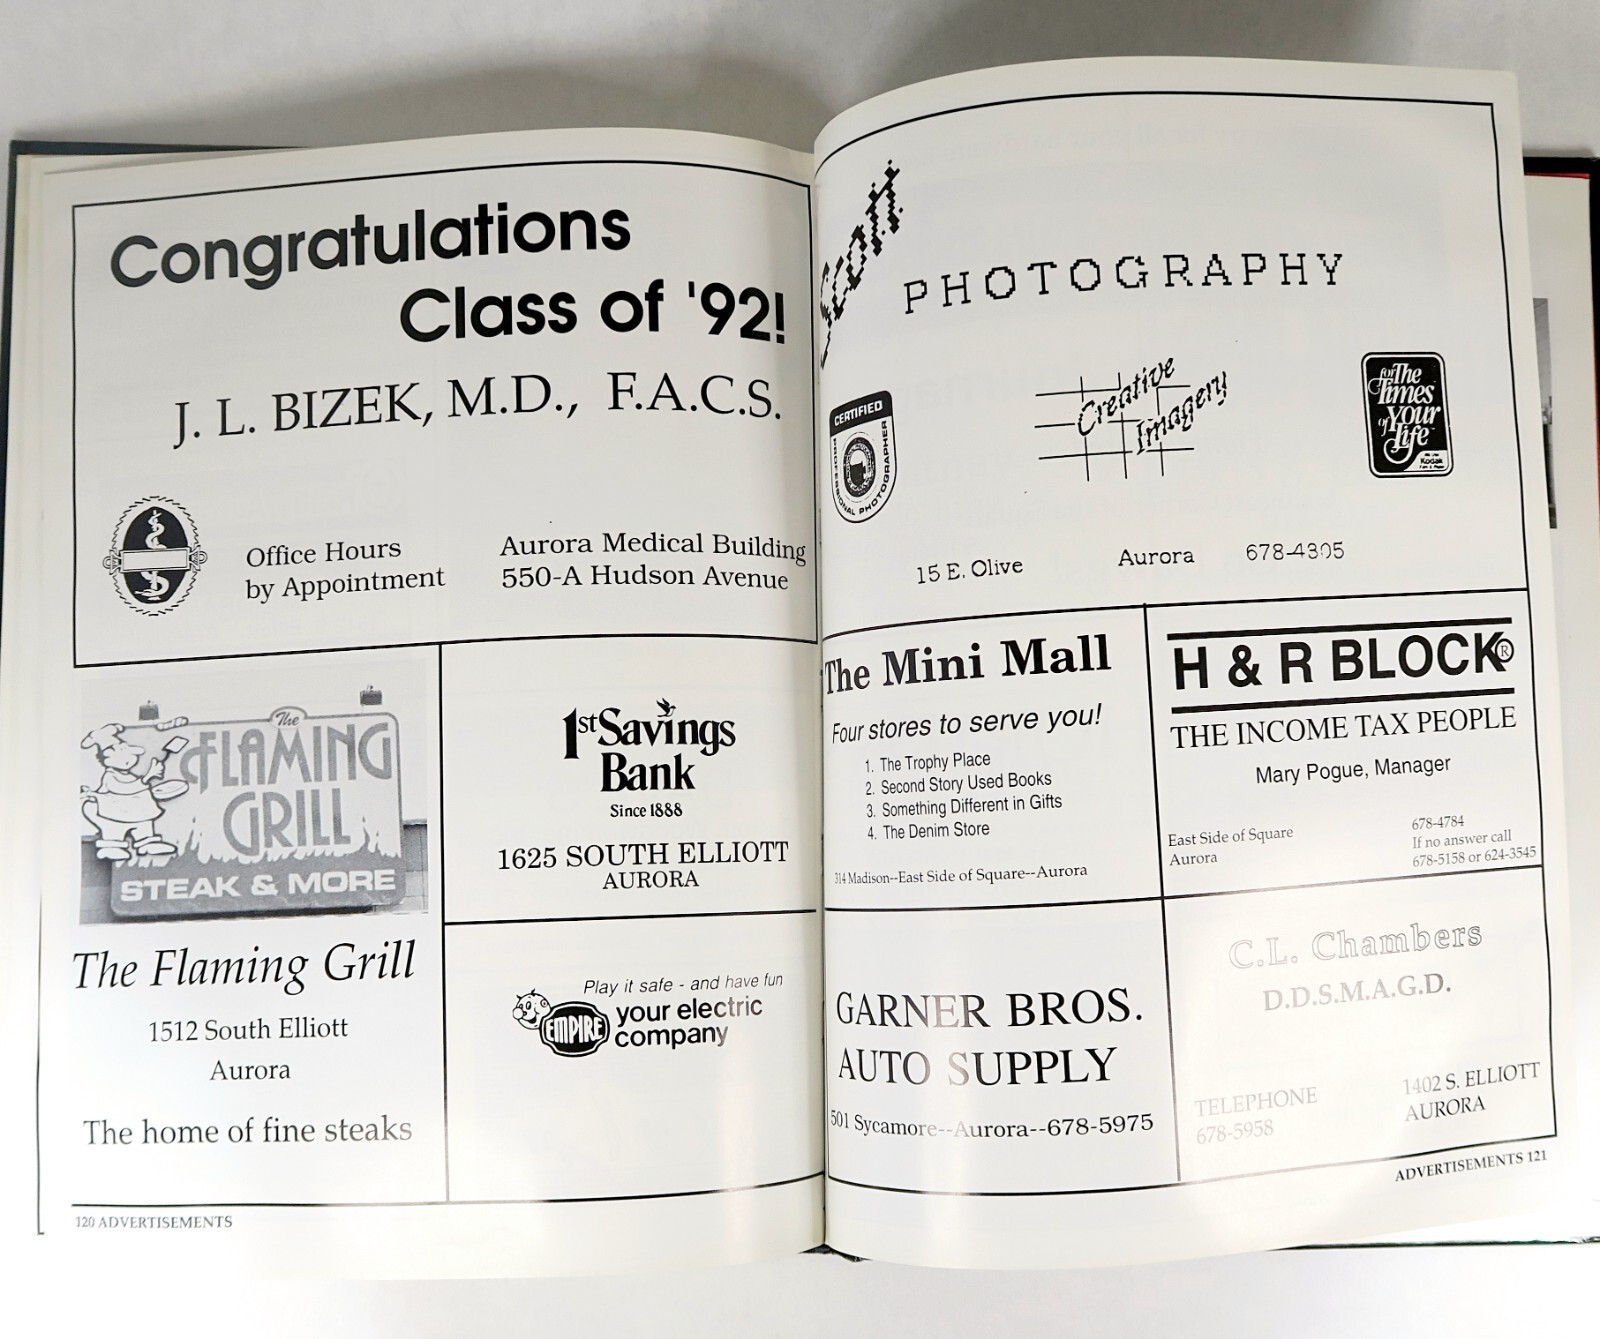 Congratulations
Class of '92!
J. L. BIZEK, M.D., F.A.C.S.
Office Hours
by Appointment
Aurora Medical Building
550-A Hudson Avenue
The
FLAMING
GRILL
STEAK & MORE
The Flaming Grill
1512 South Elliott
Aurora
The home of fine steaks
1st Savings
Bank
Since 1888
1625 SOUTH ELLIOTT
AURORA
Play it safe - and have fun
EMPIRE
your electric
company
120 ADVERTISEMENTS
Scott
PHOTOGRAPHY
CERTIFIED
PROFESSIONAL PHOTOGRAPHER
Creative
Imagery
for The
Times
of Your
Life
Kodak
15 E. Olive
Aurora
678-4305
The Mini Mall
Four stores to serve you!
1. The Trophy Place
2. Second Story Used Books
3. Something Different in Gifts
4. The Denim Store
314 Madison--East Side of Square--Aurora
H & R BLOCK®
THE INCOME TAX PEOPLE
Mary Pogue, Manager
East Side of Square
Aurora
678-4784
If no answer call
678-5158 or 624-3545
GARNER BROS.
AUTO SUPPLY
501 Sycamore--Aurora--678-5975
C.L. Chambers
D.D.S.M.A.G.D.
TELEPHONE
678-5958
1402 S. ELLIOTT
AURORA
ADVERTISEMENTS 121